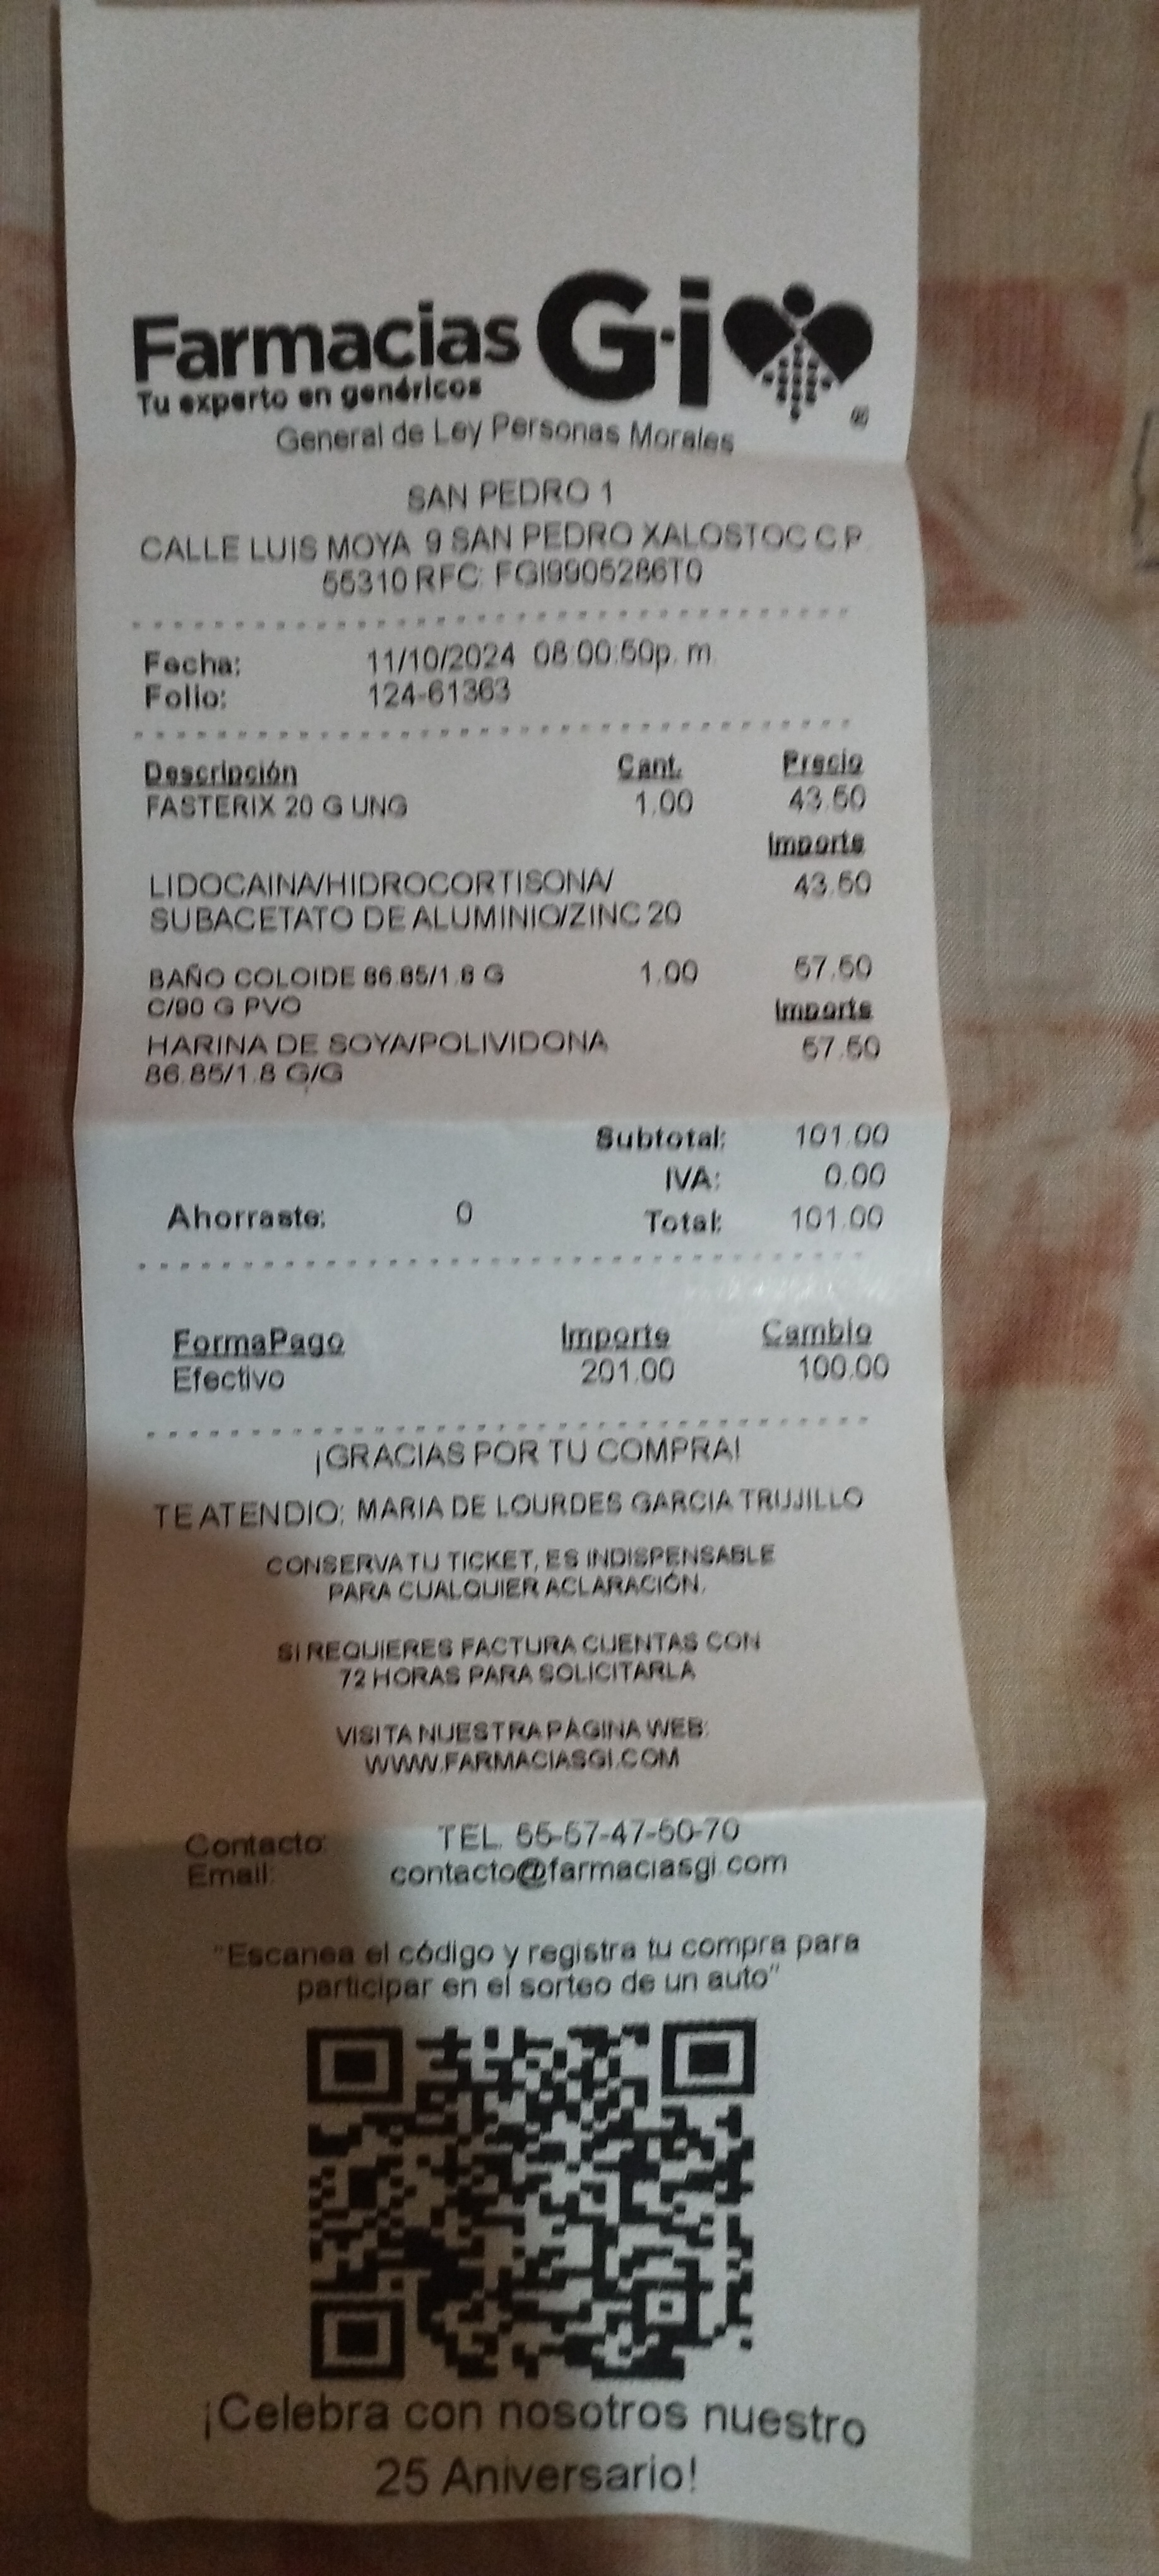 Farmacias G·i
Tu experto en genéricos
General de Ley Personas Morales
SAN PEDRO 1
CALLE LUIS MOYA 9 SAN PEDRO XALOSTOC C.P
55310 RFC: FGI9905286T0
Fecha: 11/10/2024 08:00:50p. m.
Folio: 124-61363
Descripción Cant. Precio
FASTERIX 20 G UNG 1.00 43.50
Importe
LIDOCAINA/HIDROCORTISONA/ 43.50
SUBACETATO DE ALUMINIO/ZINC 20
BAÑO COLOIDE 86.85/1.8 G 1.00 57.50
C/90 G PVO Importe
HARINA DE SOYA/POLIVIDONA 57.50
86.85/1.8 G/G
Subtotal: 101.00
IVA: 0.00
Ahorraste: 0 Total: 101.00
FormaPago Importe Cambio
Efectivo 201.00 100.00
¡GRACIAS POR TU COMPRA!
TE ATENDIO: MARIA DE LOURDES GARCIA TRUJILLO
CONSERVA TU TICKET, ES INDISPENSABLE
PARA CUALQUIER ACLARACIÓN.
SI REQUIERES FACTURA CUENTAS CON
72 HORAS PARA SOLICITARLA
VISITA NUESTRA PÁGINA WEB:
WWW.FARMACIASGI.COM
Contacto: TEL. 55-57-47-50-70
Email: contacto@farmaciasgi.com
"Escanea el código y registra tu compra para
participar en el sorteo de un auto"
¡Celebra con nosotros nuestro
25 Aniversario!